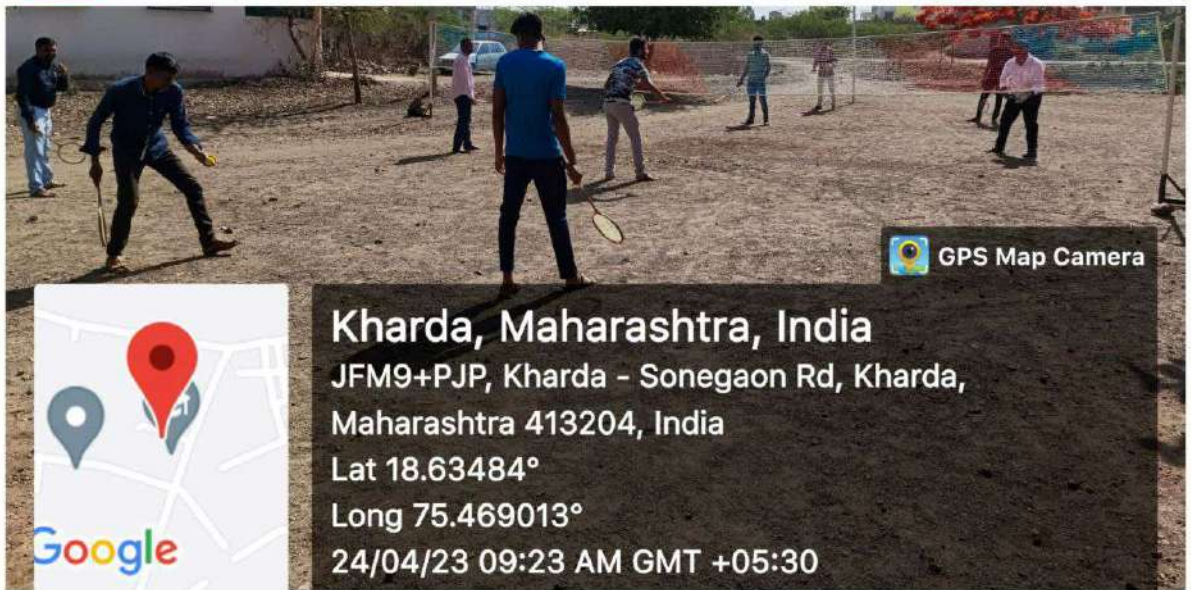 GPS Map Camera
Kharda, Maharashtra, India
JFM9+PJP, Kharda - Sonegaon Rd, Kharda,
Maharashtra 413204, India
Lat 18.63484°
Long 75.469013°
24/04/23 09:23 AM GMT +05:30
Google